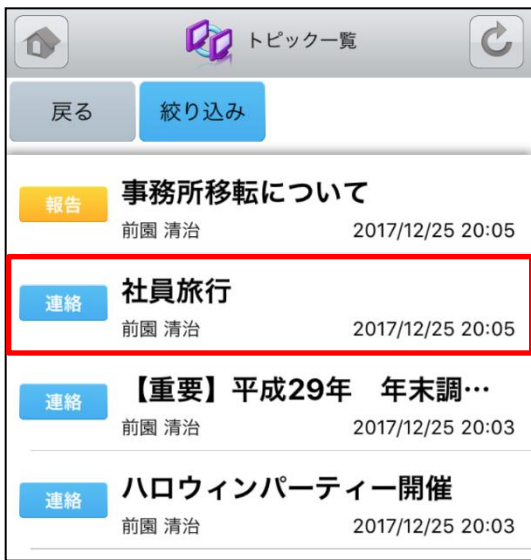 トピック一覧
戻る 絞り込み
報告 事務所移転について
前園 清治 2017/12/25 20:05
連絡 社員旅行
前園 清治 2017/12/25 20:05
連絡 【重要】平成29年　年末調…
前園 清治 2017/12/25 20:03
連絡 ハロウィンパーティー開催
前園 清治 2017/12/25 20:03